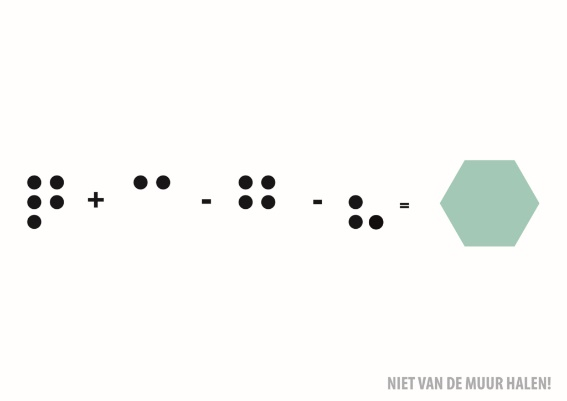 ⠟ + ⠉ - ⠛ - ⠦ =
NIET VAN DE MUUR HALEN!